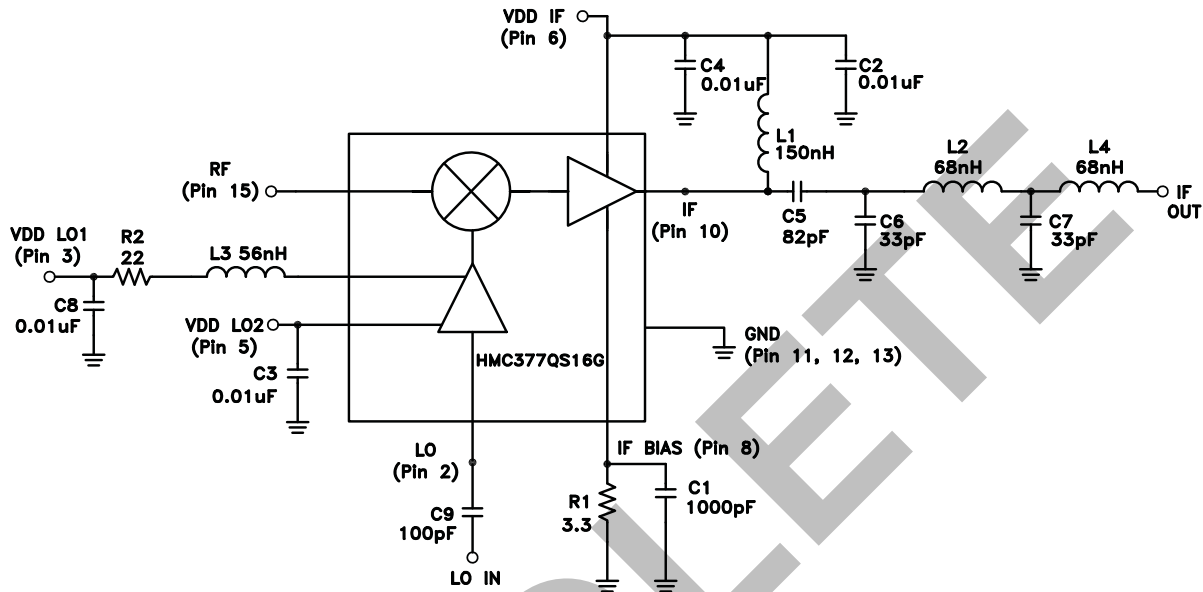 VDD IF
(Pin 6)
C4
0.01uF
C2
0.01uF
L1
150nH
RF
(Pin 15)
IF
(Pin 10)
C5
82pF
C6
33pF
L2
68nH
C7
33pF
L4
68nH
IF
OUT
VDD LO1
(Pin 3)
R2
22
L3 56nH
C8
0.01uF
VDD LO2
(Pin 5)
C3
0.01uF
HMC377QS16G
GND
(Pin 11, 12, 13)
LO
(Pin 2)
C9
100pF
LO IN
IF BIAS (Pin 8)
R1
3.3
C1
1000pF
LETE